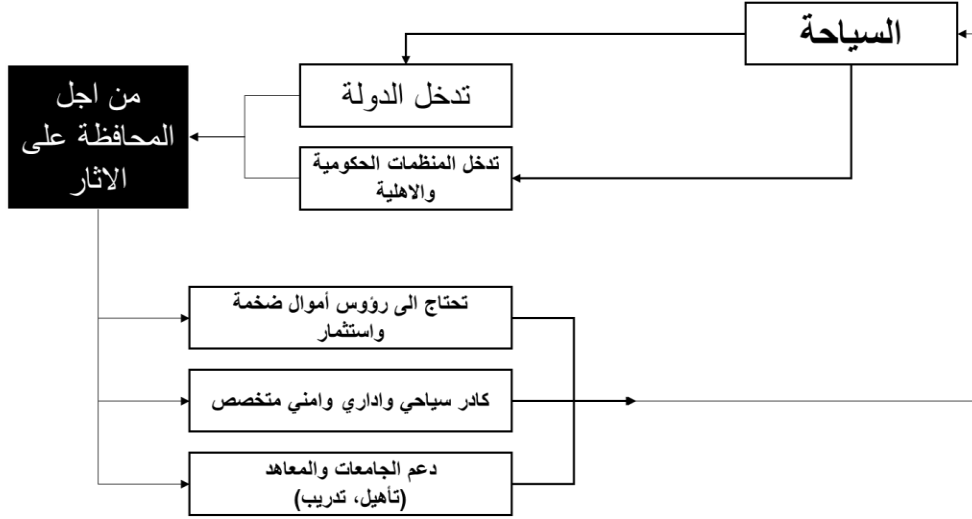 السياحة
تدخل الدولة
تدخل المنظمات الحكومية
والاهلية
من اجل
المحافظة على
الاثار
تحتاج الى رؤوس أموال ضخمة
واستثمار
كادر سياحي واداري وامني متخصص
دعم الجامعات والمعاهد
(تأهيل، تدريب)